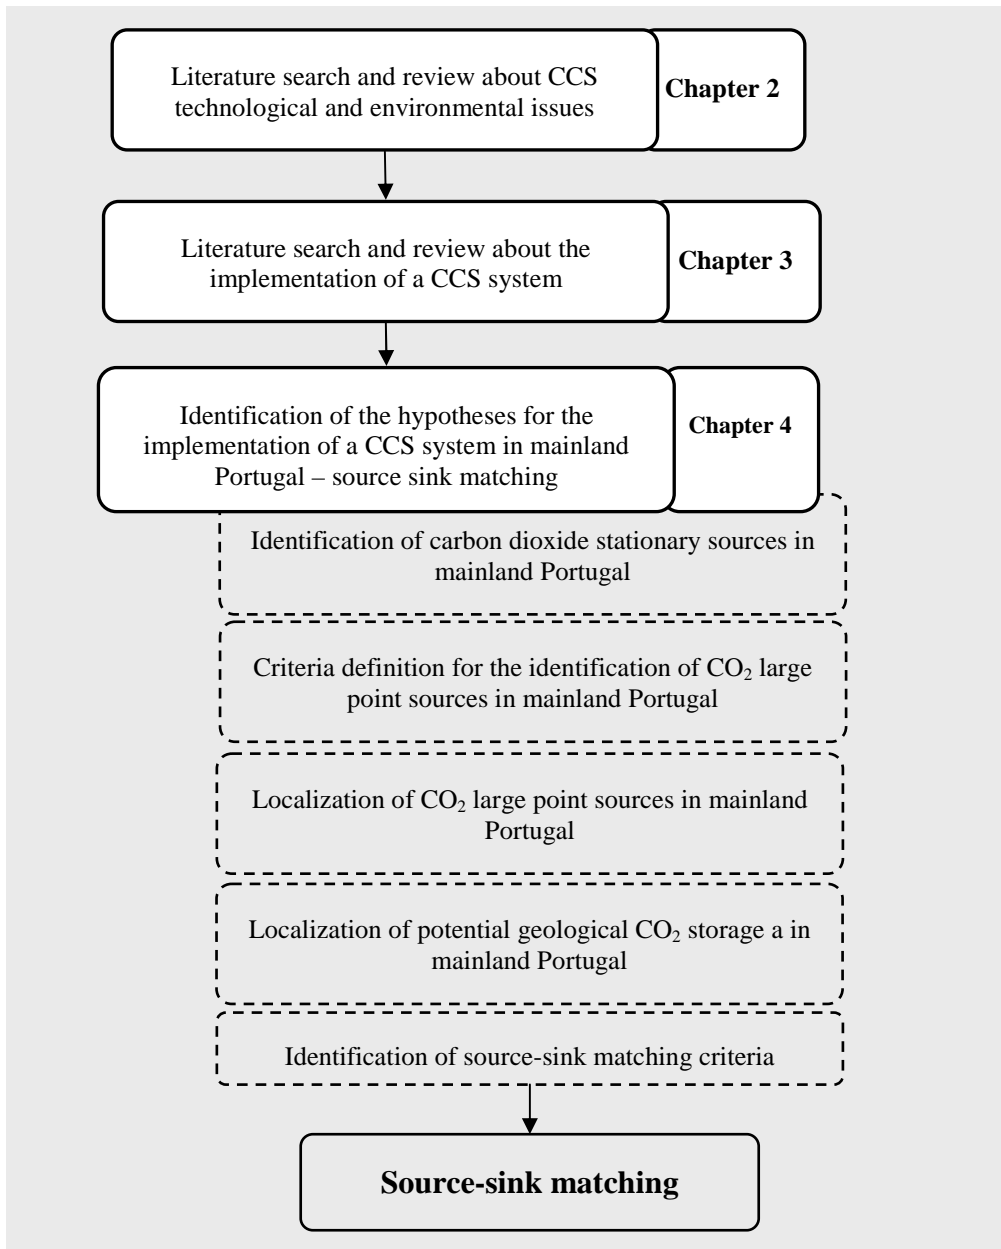 Literature search and review about CCS
technological and environmental issues
Chapter 2
Literature search and review about the
implementation of a CCS system
Chapter 3
Identification of the hypotheses for the
implementation of a CCS system in mainland
Portugal – source sink matching
Chapter 4
Identification of carbon dioxide stationary sources in
mainland Portugal
Criteria definition for the identification of CO₂ large
point sources in mainland Portugal
Localization of CO₂ large point sources in mainland
Portugal
Localization of potential geological CO₂ storage a in
mainland Portugal
Identification of source-sink matching criteria
Source-sink matching